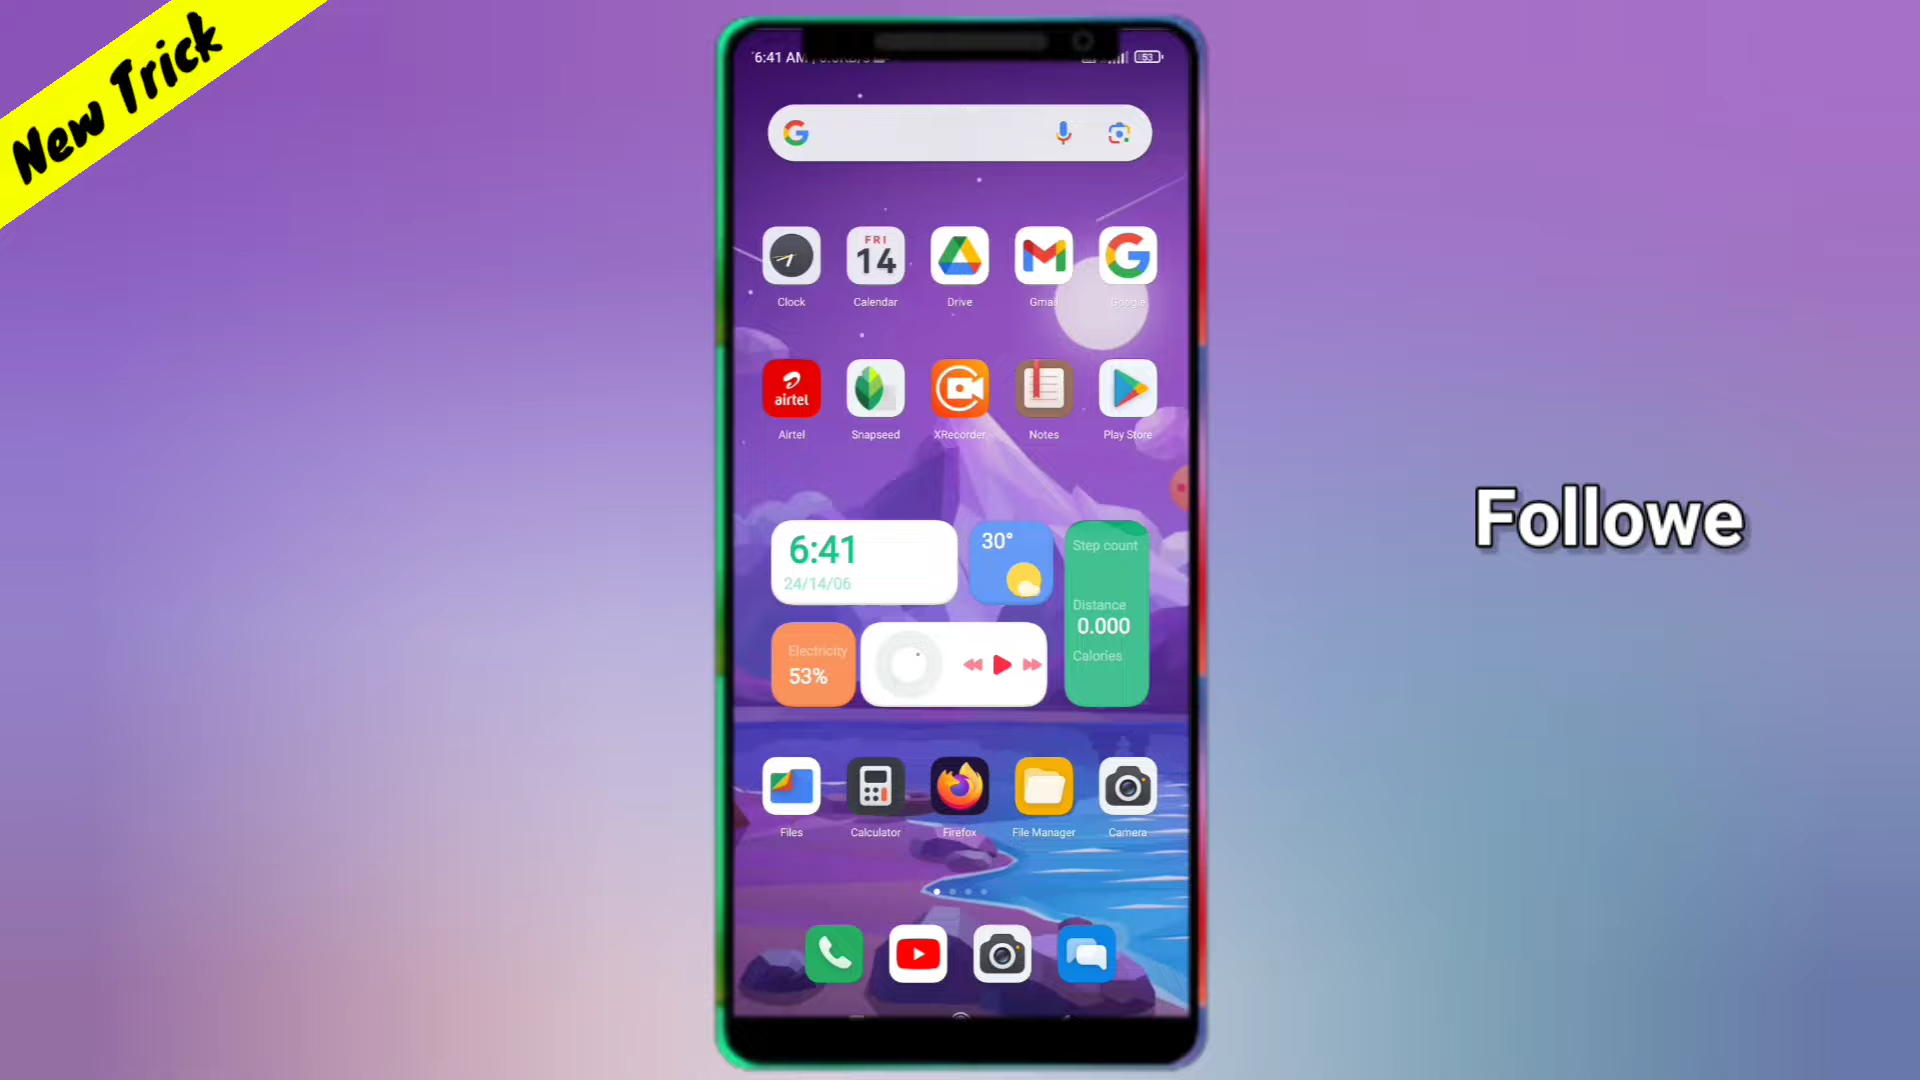 New Trick
6:41 AM
53
Clock
FRI
14
Calendar
Drive
Gmail
Google
airtel
Airtel
Snapseed
XRecorder
Notes
Play Store
6:41
24/14/06
30°
Step count
Distance
0.000
Calories
Electricity
53%
Files
Calculator
Firefox
File Manager
Camera
Followe